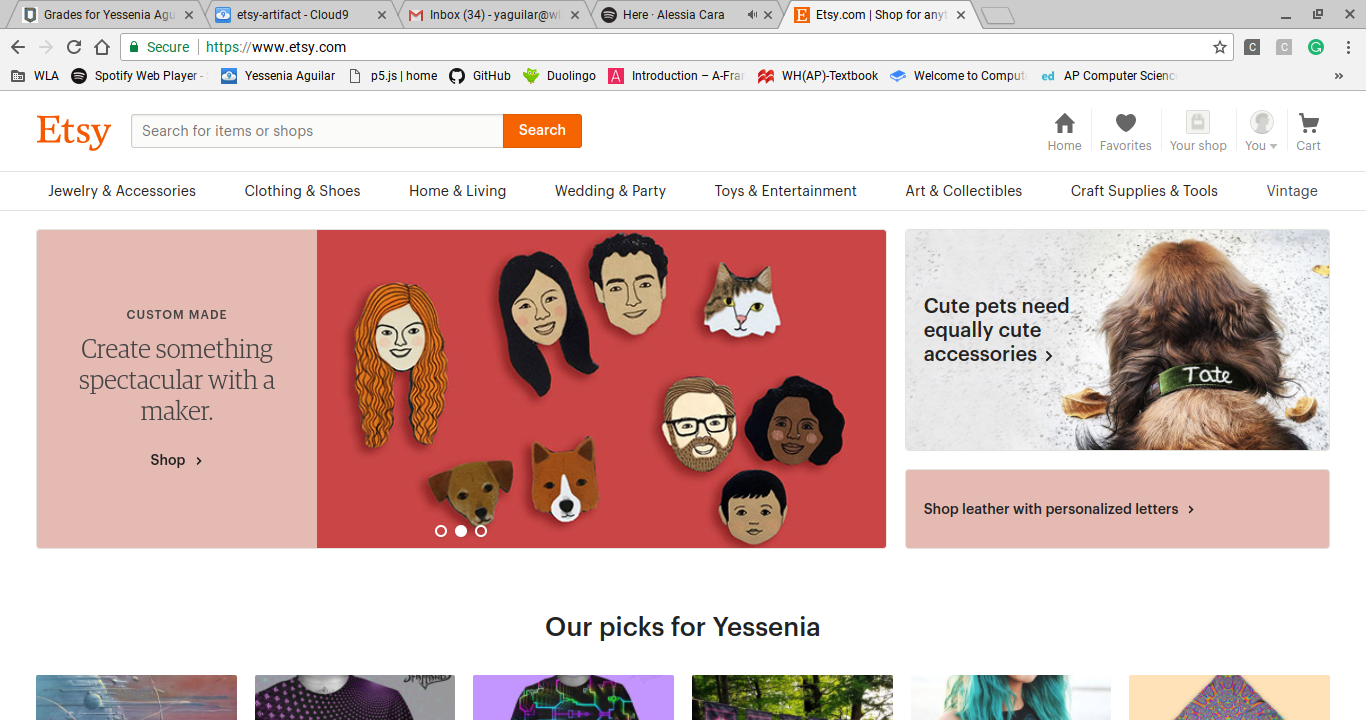 Grades for Yessenia Agu
etsy-artifact - Cloud9
Inbox (34) - yaguilar@wl
Here · Alessia Cara
Etsy.com | Shop for anyt
Secure
https://www.etsy.com
C
C
WLA
Spotify Web Player -
Yessenia Aguilar
p5.js | home
GitHub
Duolingo
A
Introduction – A-Fra
WH(AP)-Textbook
Welcome to Compu
ed
AP Computer Scienc
»
Etsy
Search for items or shops
Search
Home
Favorites
Your shop
You
Cart
Jewelry & Accessories
Clothing & Shoes
Home & Living
Wedding & Party
Toys & Entertainment
Art & Collectibles
Craft Supplies & Tools
Vintage
CUSTOM MADE
Create something
spectacular with a
maker.
Shop
Cute pets need
equally cute
accessories
Tate
Shop leather with personalized letters
Our picks for Yessenia